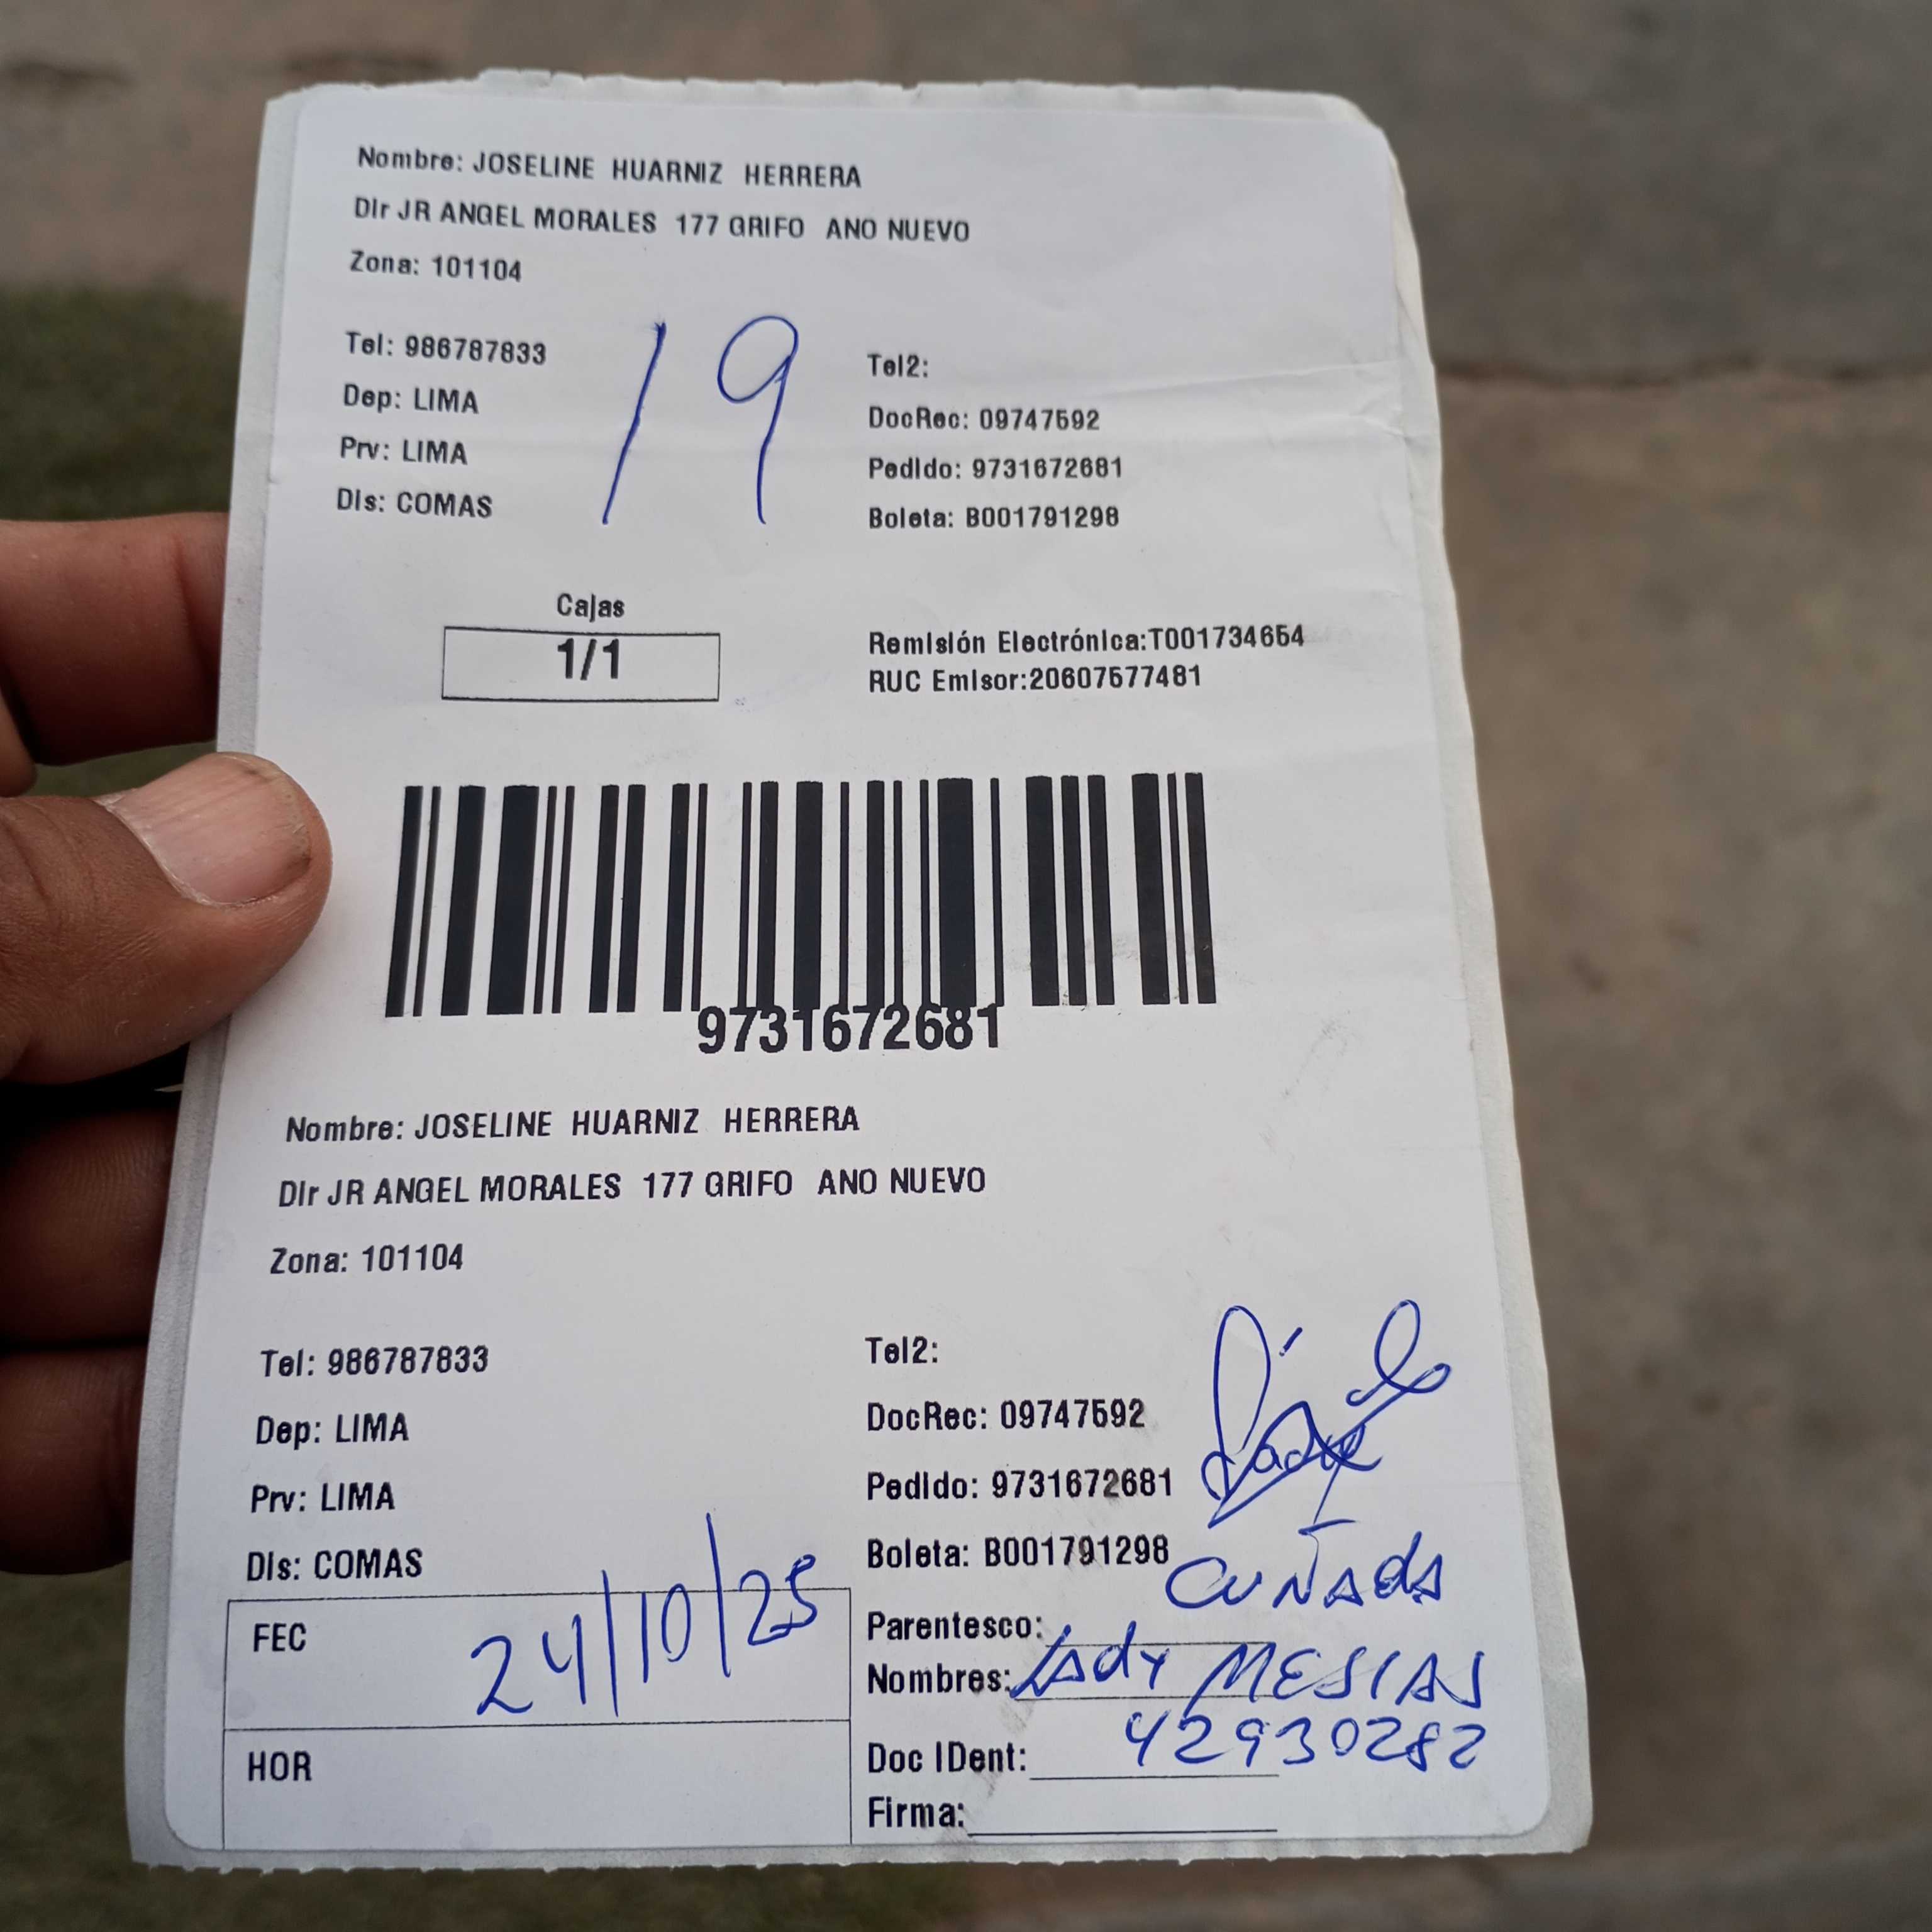 Nombre: JOSELINE HUARNIZ HERRERA
Dir JR ANGEL MORALES 177 GRIFO ANO NUEVO
Zona: 101104
19
Tel: 986787833
Dep: LIMA
Prv: LIMA
Dis: COMAS
Tel2:
DocRec: 09747592
Pedido: 9731672681
Boleta: B001791298
Cajas
1/1
Remisión Electrónica:T001734654
RUC Emisor:20607577481
9731672681
Nombre: JOSELINE HUARNIZ HERRERA
Dir JR ANGEL MORALES 177 GRIFO ANO NUEVO
Zona: 101104
Tel: 986787833
Dep: LIMA
Prv: LIMA
Dis: COMAS
FEC 24/10/25
HOR
Tel2:
DocRec: 09747592
Pedido: 9731672681
Boleta: B001791298
Parentesco: CUÑADA
Nombres: Lady MESIAS
Doc IDent: 42930282
Firma: